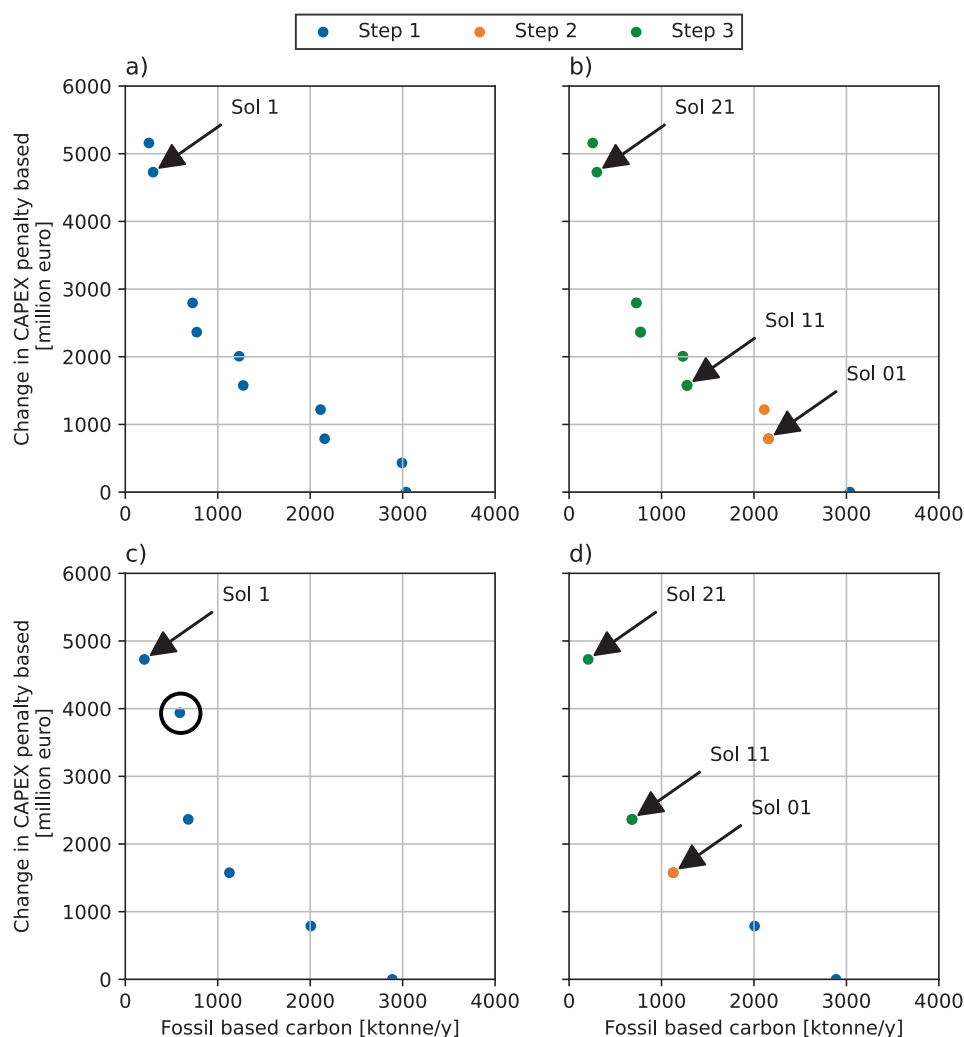 Step 1 Step 2 Step 3
a) b)
6000
5000
4000
3000
2000
1000
0
Change in CAPEX penalty based
[million euro]
Sol 1
Sol 21
Sol 11
Sol 01
0 1000 2000 3000 4000
0 1000 2000 3000 4000
c) d)
6000
5000
4000
3000
2000
1000
0
Change in CAPEX penalty based
[million euro]
Sol 1
Sol 21
Sol 11
Sol 01
0 1000 2000 3000 4000
0 1000 2000 3000 4000
Fossil based carbon [ktonne/y]
Fossil based carbon [ktonne/y]